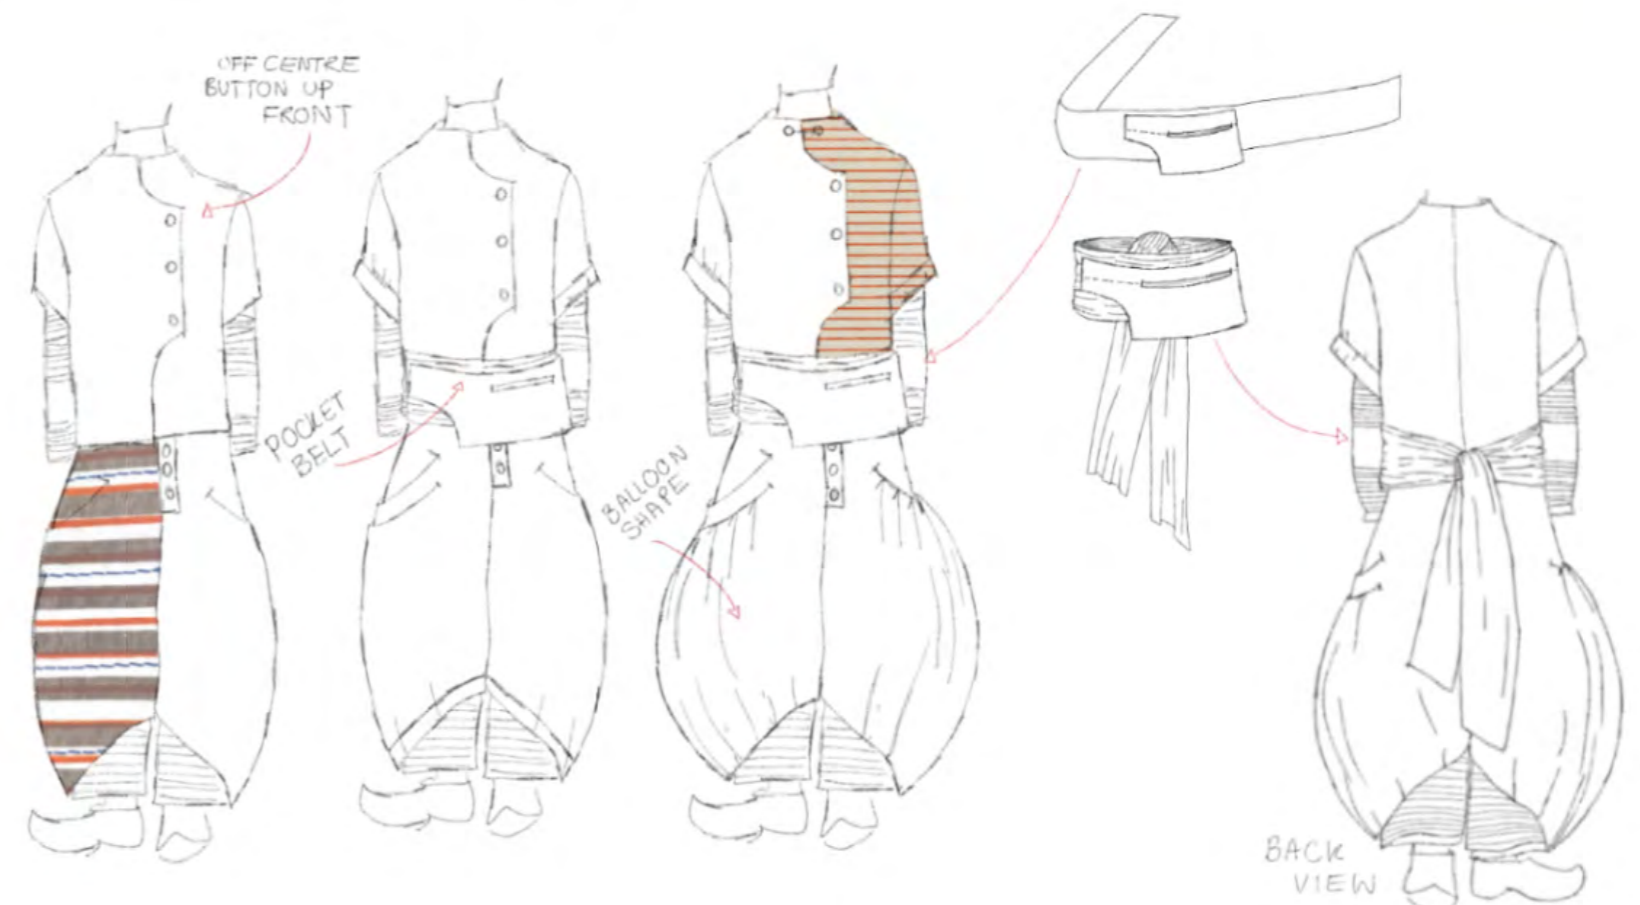 OFF CENTRE
BUTTON UP
FRONT
POCKET
BELT
BALLOON
SHAPE
BACK
VIEW